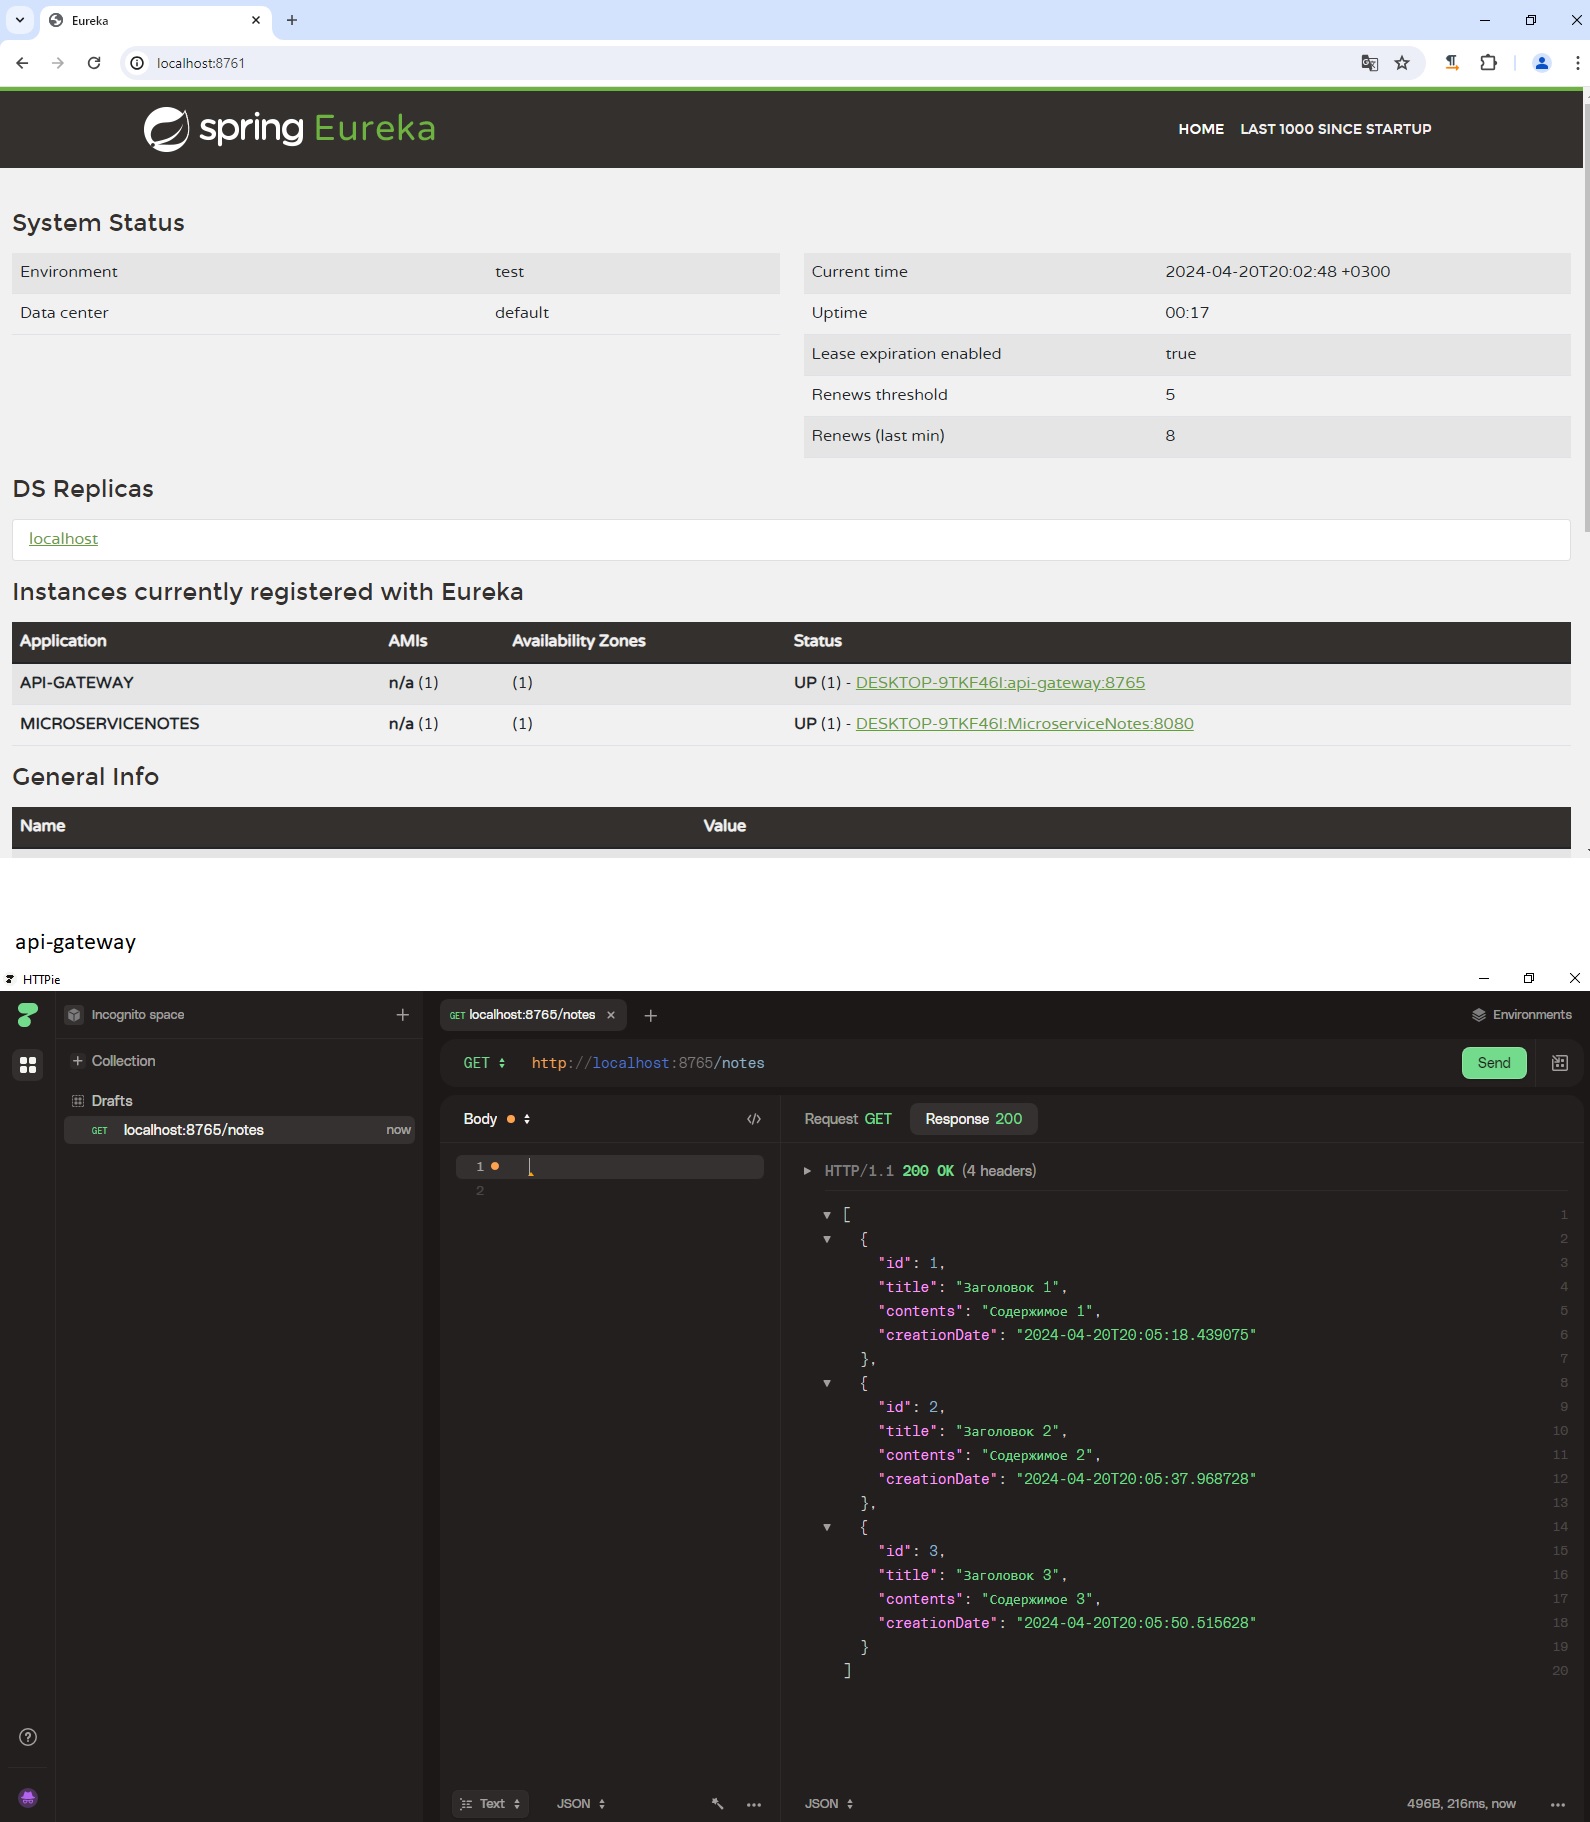 Eureka
localhost:8761
spring Eureka
HOME LAST 1000 SINCE STARTUP
System Status
Environment test
Data center default
Current time 2024-04-20T20:02:48 +0300
Uptime 00:17
Lease expiration enabled true
Renews threshold 5
Renews (last min) 8
DS Replicas
localhost
Instances currently registered with Eureka
Application AMIs Availability Zones Status
API-GATEWAY n/a (1) (1) UP (1) - DESKTOP-9TKF46I:api-gateway:8765
MICROSERVICENOTES n/a (1) (1) UP (1) - DESKTOP-9TKF46I:MicroserviceNotes:8080
General Info
Name Value
api-gateway
HTTPie
Incognito space
GET localhost:8765/notes
Environments
Collection
GET http://localhost:8765/notes
Send
Drafts
GET localhost:8765/notes now
Body
Request GET Response 200
1
2
HTTP/1.1 200 OK (4 headers)
[ 1
{ 2
"id": 1, 3
"title": "Заголовок 1", 4
"contents": "Содержимое 1", 5
"creationDate": "2024-04-20T20:05:18.439075" 6
}, 7
{ 8
"id": 2, 9
"title": "Заголовок 2", 10
"contents": "Содержимое 2", 11
"creationDate": "2024-04-20T20:05:37.968728" 12
}, 13
{ 14
"id": 3, 15
"title": "Заголовок 3", 16
"contents": "Содержимое 3", 17
"creationDate": "2024-04-20T20:05:50.515628" 18
} 19
] 20
Text JSON
JSON 496B, 216ms, now